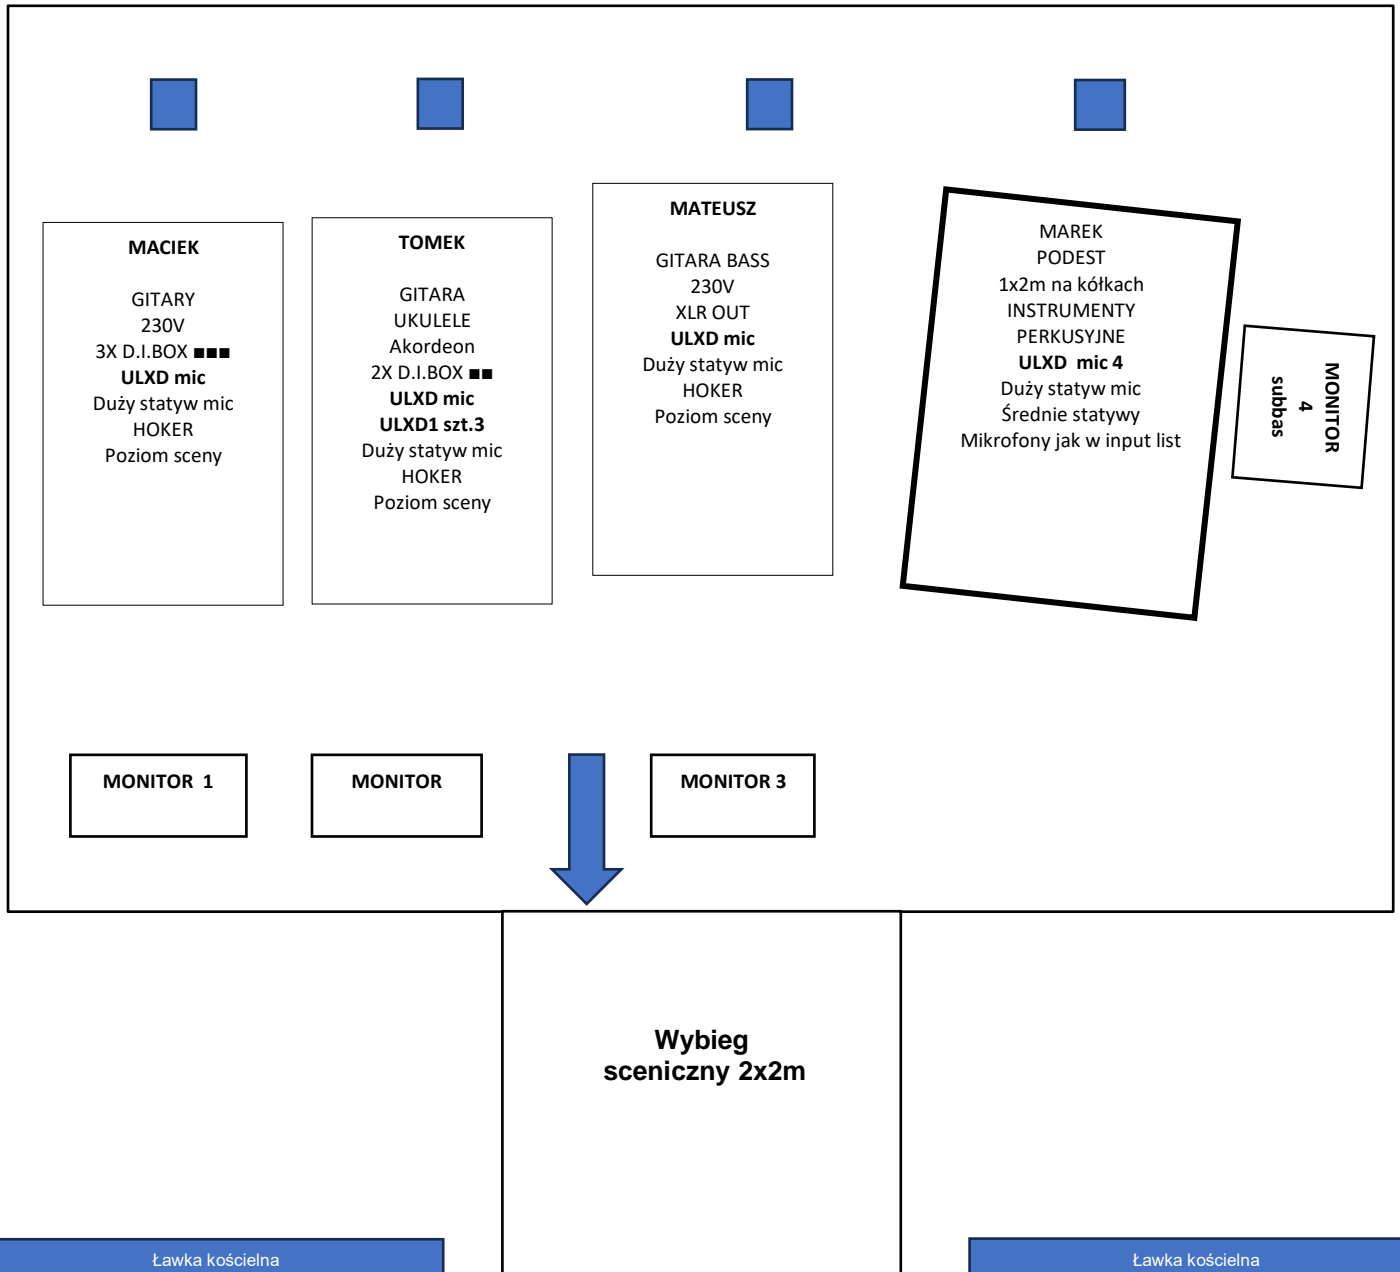 MACIEK
GITARY
230V
3X D.I.BOX ■■■
ULXD mic
Duży statyw mic
HOKER
Poziom sceny
TOMEK
GITARA
UKULELE
Akordeon
2X D.I.BOX ■■
ULXD mic
ULXD1 szt.3
Duży statyw mic
HOKER
Poziom sceny
MATEUSZ
GITARA BASS
230V
XLR OUT
ULXD mic
Duży statyw mic
HOKER
Poziom sceny
MAREK
PODEST
1x2m na kółkach
INSTRUMENTY
PERKUSYJNE
ULXD  mic 4
Duży statyw mic
Średnie statywy
Mikrofony jak w input list
MONITOR
4
subbas
MONITOR  1
MONITOR
MONITOR 3
Wybieg
sceniczny 2x2m
Ławka kościelna
Ławka kościelna